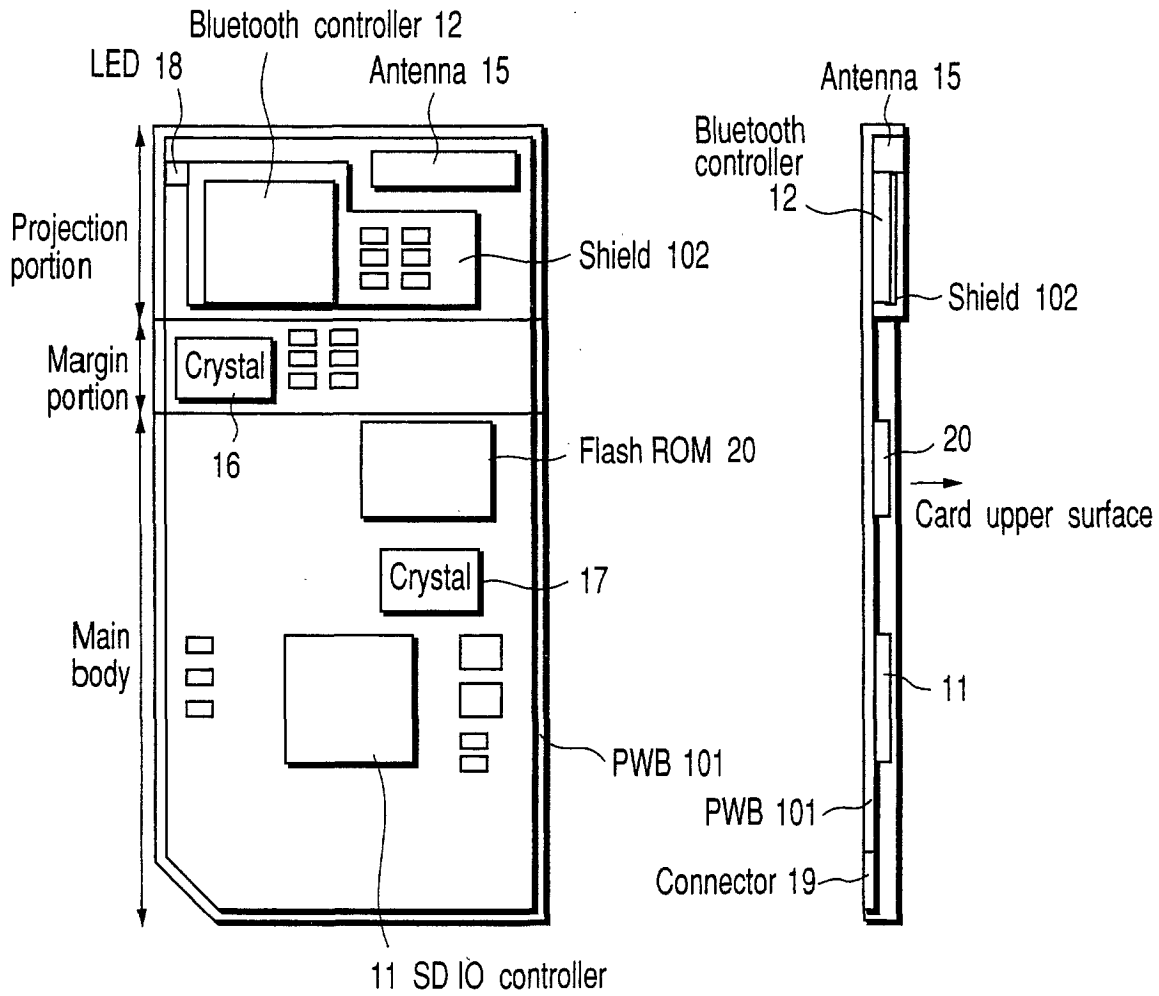 Bluetooth controller 12
LED 18
Antenna 15
Projection
portion
Shield 102
Margin
portion
Crystal
16
Flash ROM 20
Crystal
17
Main
body
PWB 101
11 SD IO controller
Antenna 15
Bluetooth
controller
12
Shield 102
20
Card upper surface
11
PWB 101
Connector 19